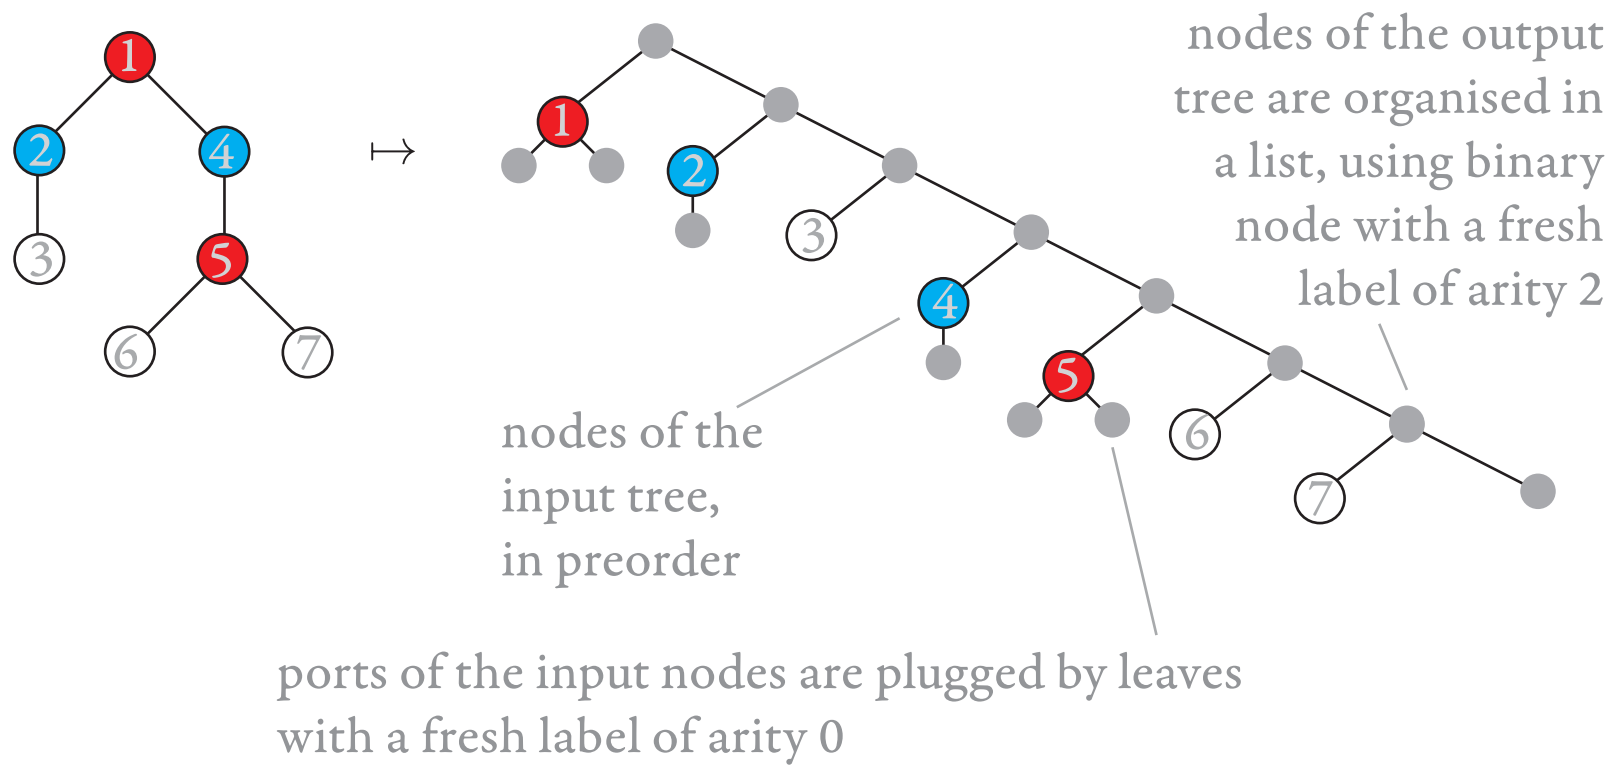 1
2
4
3
5
6
7
↦
1
2
3
4
5
6
7
nodes of the output
tree are organised in
a list, using binary
node with a fresh
label of arity 2
nodes of the
input tree,
in preorder
ports of the input nodes are plugged by leaves
with a fresh label of arity 0